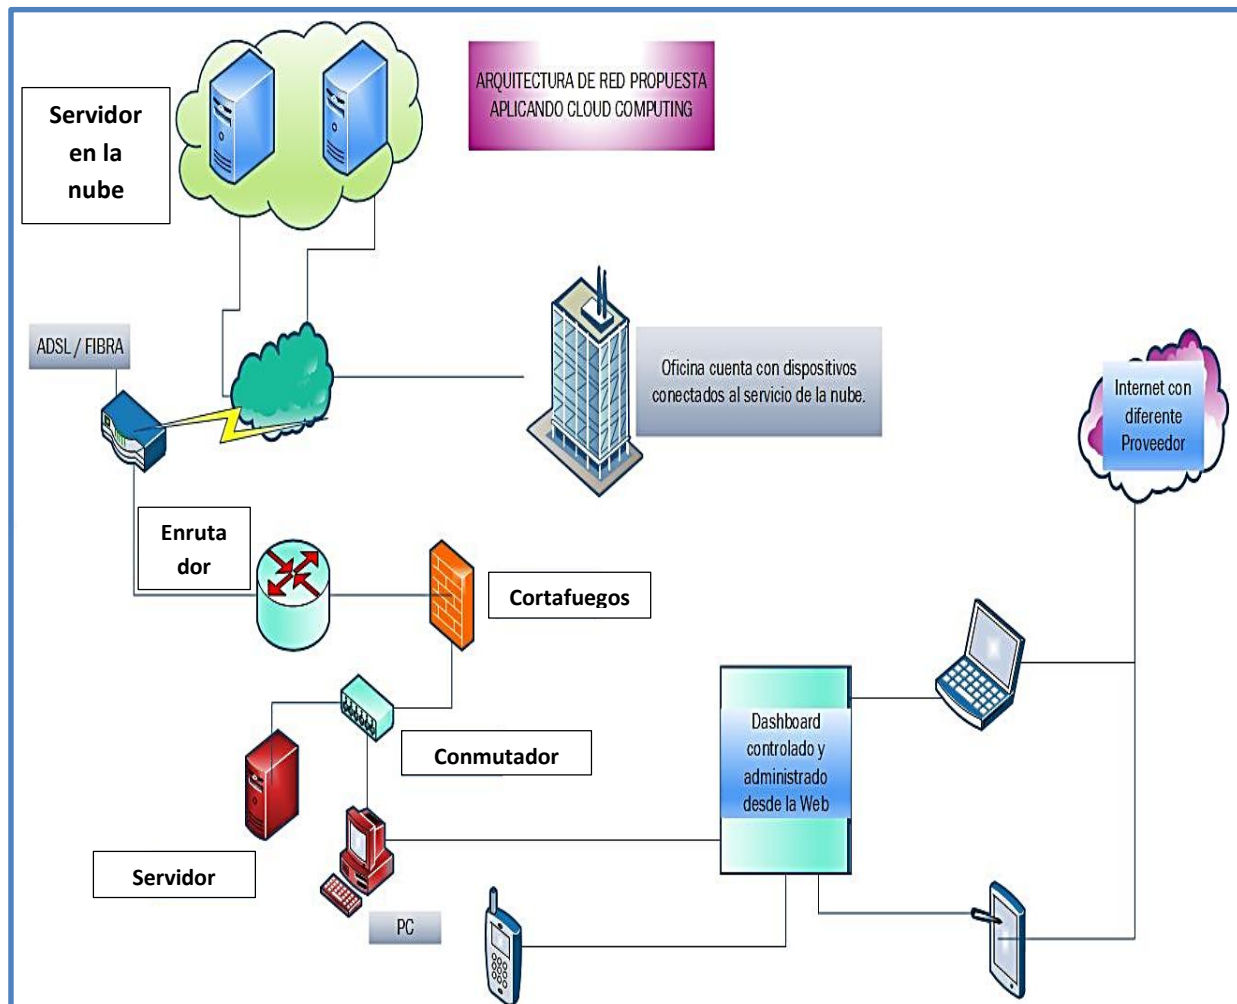 ARQUITECTURA DE RED PROPUESTA
APLICANDO CLOUD COMPUTING
Servidor
en la
nube
ADSL / FIBRA
Oficina cuenta con dispositivos
conectados al servicio de la nube.
Internet con
diferente
Proveedor
Enruta
dor
Cortafuegos
Conmutador
Dashboard
controlado y
administrado
desde la Web
Servidor
PC